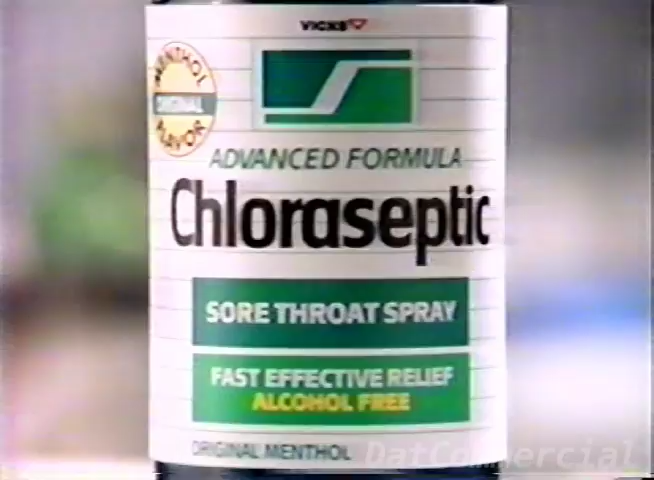 VICKS
MENTHOL
ORIGINAL
FLAVOR
ADVANCED FORMULA
Chloraseptic
SORE THROAT SPRAY
FAST EFFECTIVE RELIEF
ALCOHOL FREE
ORIGINAL MENTHOL
DatCommercial